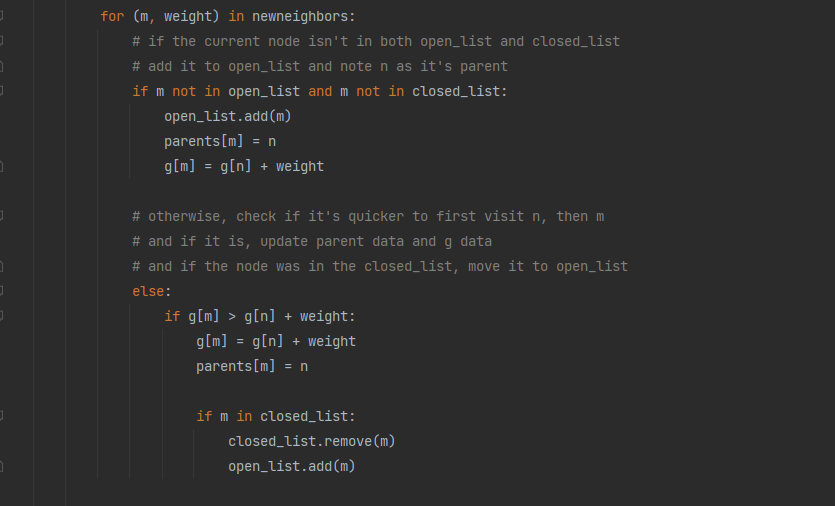 for (m, weight) in newneighbors:
# if the current node isn't in both open_list and closed_list
# add it to open_list and note n as it's parent
if m not in open_list and m not in closed_list:
open_list.add(m)
parents[m] = n
g[m] = g[n] + weight
# otherwise, check if it's quicker to first visit n, then m
# and if it is, update parent data and g data
# and if the node was in the closed_list, move it to open_list
else:
if g[m] > g[n] + weight:
g[m] = g[n] + weight
parents[m] = n
if m in closed_list:
closed_list.remove(m)
open_list.add(m)